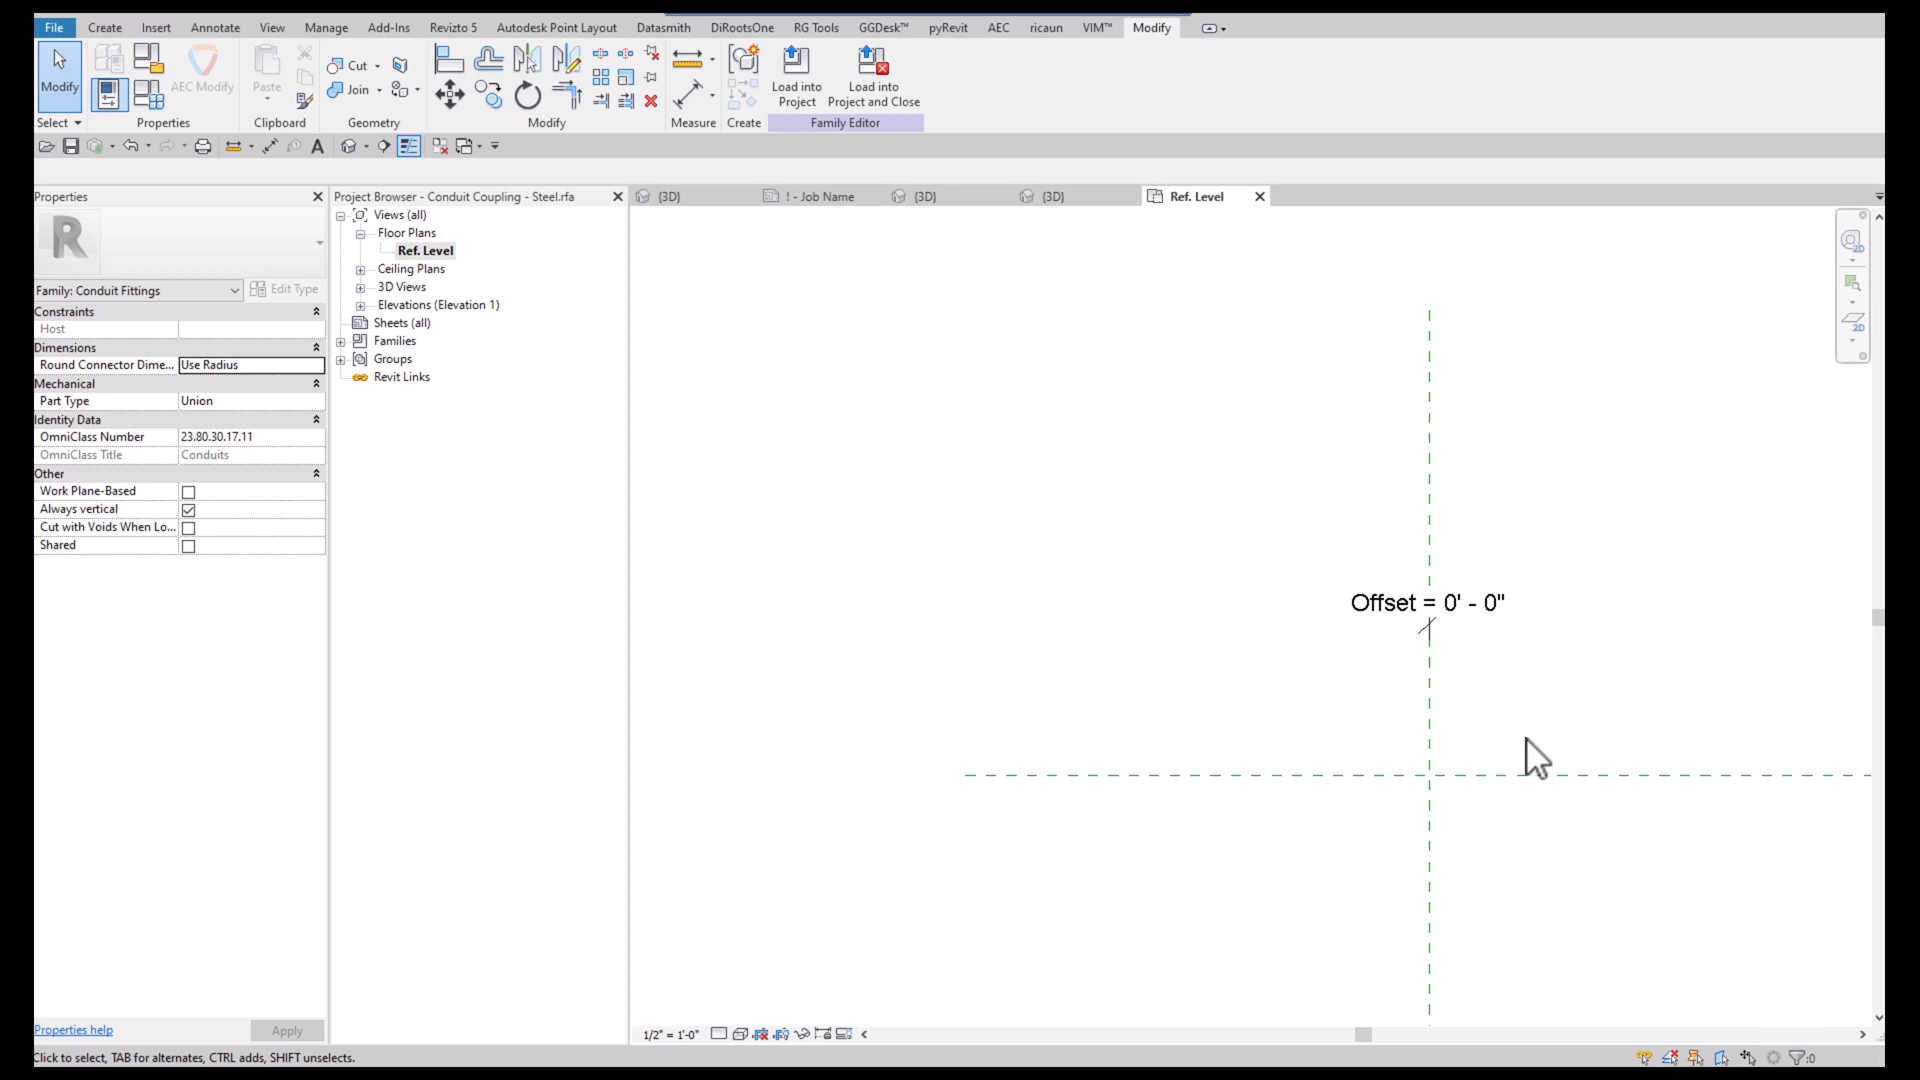 File Create Insert Annotate View Manage Add-Ins Revizto 5 Autodesk Point Layout Datasmith DiRootsOne RG Tools GGDesk™ pyRevit AEC ricaun VIM™ Modify
Modify
AEC Modify
Paste
Cut
Join
Load into Project
Load into Project and Close
Select Properties Clipboard Geometry Modify Measure Create Family Editor
Properties
Project Browser - Conduit Coupling - Steel.rfa
{3D} ! - Job Name {3D} {3D} Ref. Level
R
Family: Conduit Fittings
Edit Type
Constraints
Host
Dimensions
Round Connector Dime... Use Radius
Mechanical
Part Type Union
Identity Data
OmniClass Number 23.80.30.17.11
OmniClass Title Conduits
Other
Work Plane-Based
Always vertical
Cut with Voids When Lo...
Shared
Properties help
Apply
Views (all)
Floor Plans
Ref. Level
Ceiling Plans
3D Views
Elevations (Elevation 1)
Sheets (all)
Families
Groups
Revit Links
2D
2D
Offset = 0' - 0"
1/2" = 1'-0"
Click to select, TAB for alternates, CTRL adds, SHIFT unselects.
:0